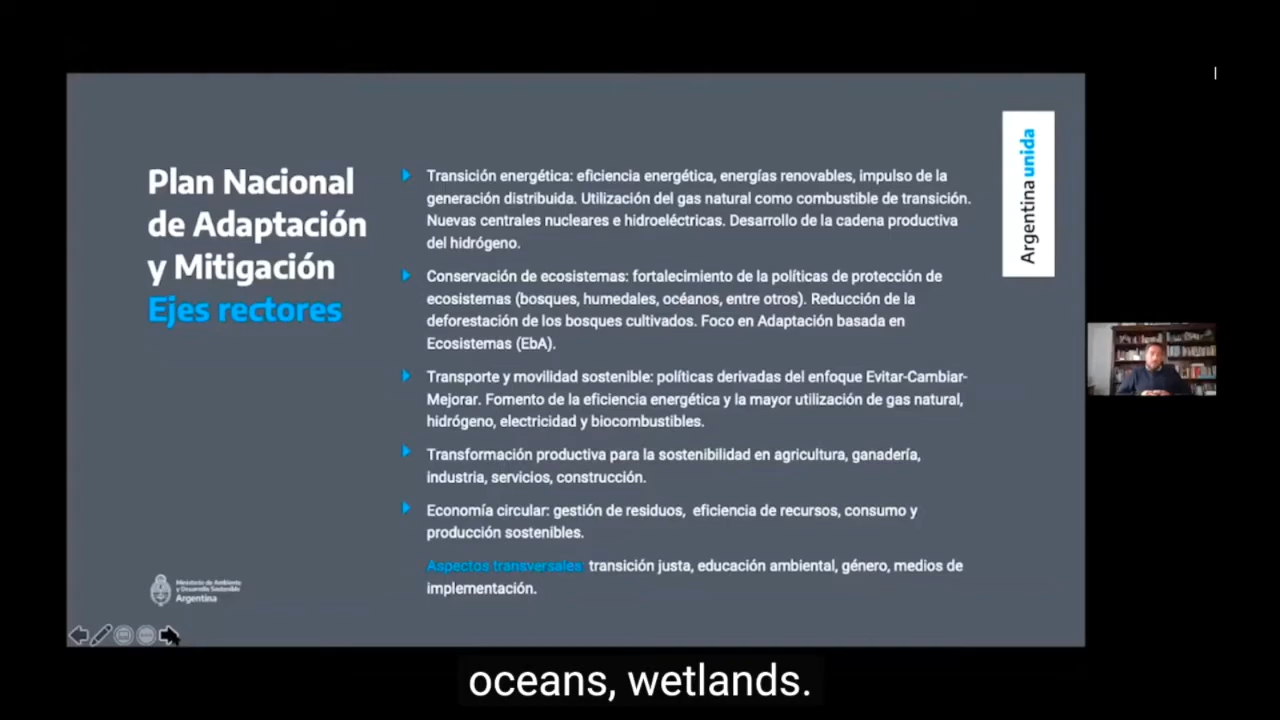 Plan Nacional
de Adaptación
y Mitigación
Ejes rectores
Transición energética: eficiencia energética, energías renovables, impulso de la
generación distribuida. Utilización del gas natural como combustible de transición.
Nuevas centrales nucleares e hidroeléctricas. Desarrollo de la cadena productiva
del hidrógeno.
Conservación de ecosistemas: fortalecimiento de la políticas de protección de
ecosistemas (bosques, humedales, océanos, entre otros). Reducción de la
deforestación de los bosques cultivados. Foco en Adaptación basada en
Ecosistemas (EbA).
Transporte y movilidad sostenible: políticas derivadas del enfoque Evitar-Cambiar-
Mejorar. Fomento de la eficiencia energética y la mayor utilización de gas natural,
hidrógeno, electricidad y biocombustibles.
Transformación productiva para la sostenibilidad en agricultura, ganadería,
industria, servicios, construcción.
Economía circular: gestión de residuos, eficiencia de recursos, consumo y
producción sostenibles.
Aspectos transversales: transición justa, educación ambiental, género, medios de
implementación.
Argentina unida
Ministerio de Ambiente
y Desarrollo Sostenible
Argentina
oceans, wetlands.